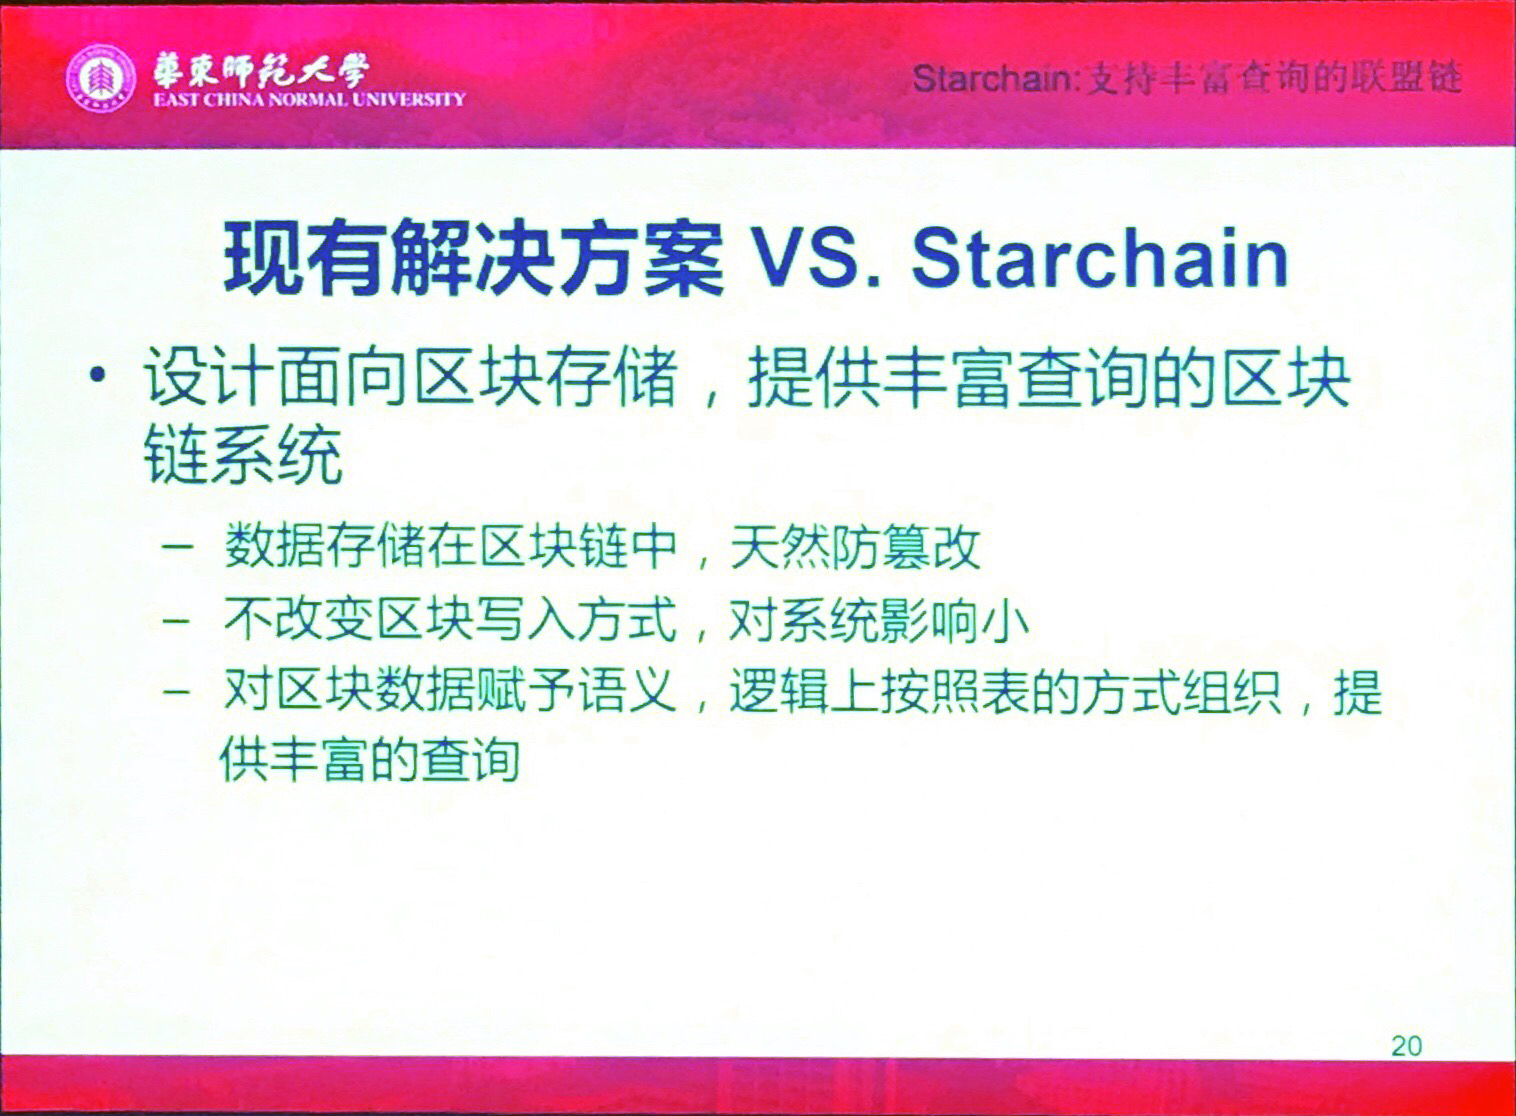 華東師範大學
EAST CHINA NORMAL UNIVERSITY
Starchain:支持丰富查询的联盟链
现有解决方案 VS. Starchain
• 设计面向区块存储，提供丰富查询的区块
链系统
– 数据存储在区块链中，天然防篡改
– 不改变区块写入方式，对系统影响小
– 对区块数据赋予语义，逻辑上按照表的方式组织，提
供丰富的查询
20